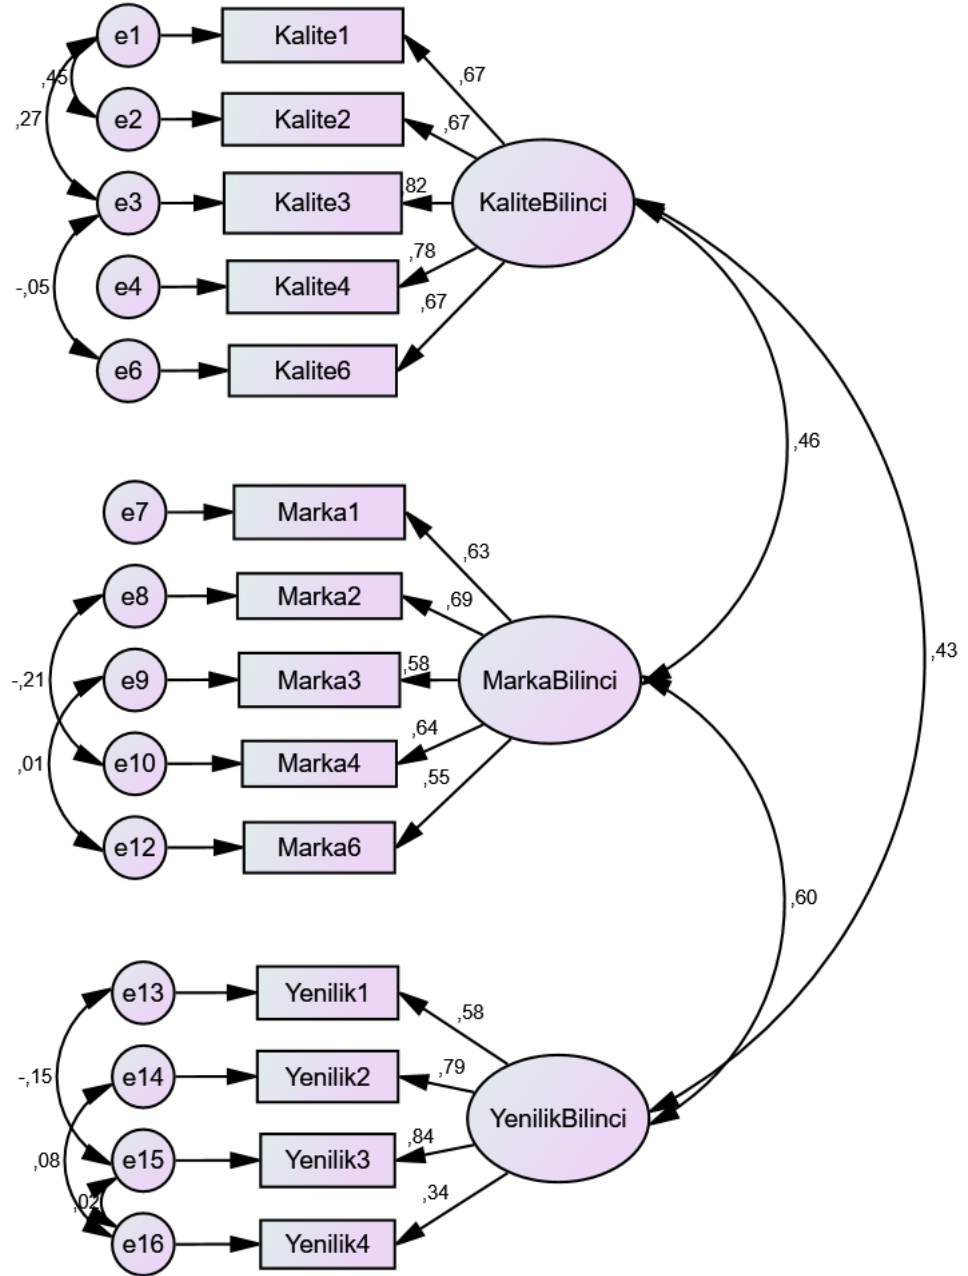 e1 Kalite1
,45
,67
,27
e2 Kalite2
,67
e3 Kalite3
,82
KaliteBilinci
-,05
e4 Kalite4
,78
,67
e6 Kalite6
,46
e7 Marka1
,63
e8 Marka2
,69
-,21
e9 Marka3
,58
MarkaBilinci
,43
,01
e10 Marka4
,64
,55
e12 Marka6
,60
e13 Yenilik1
,58
-,15
e14 Yenilik2
,79
YenilikBilinci
,08
e15 Yenilik3
,84
,02
,34
e16 Yenilik4